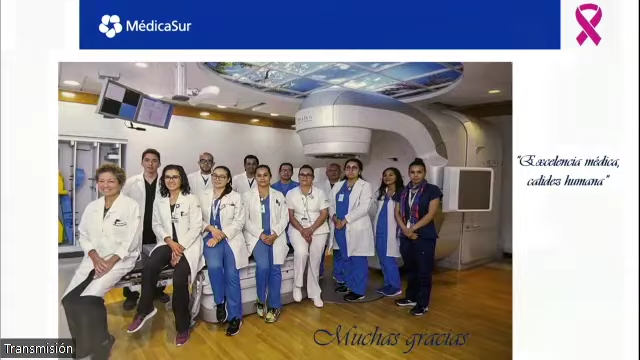 MédicaSur
"Excelencia médica,
calidez humana"
Muchas gracias
Transmisión